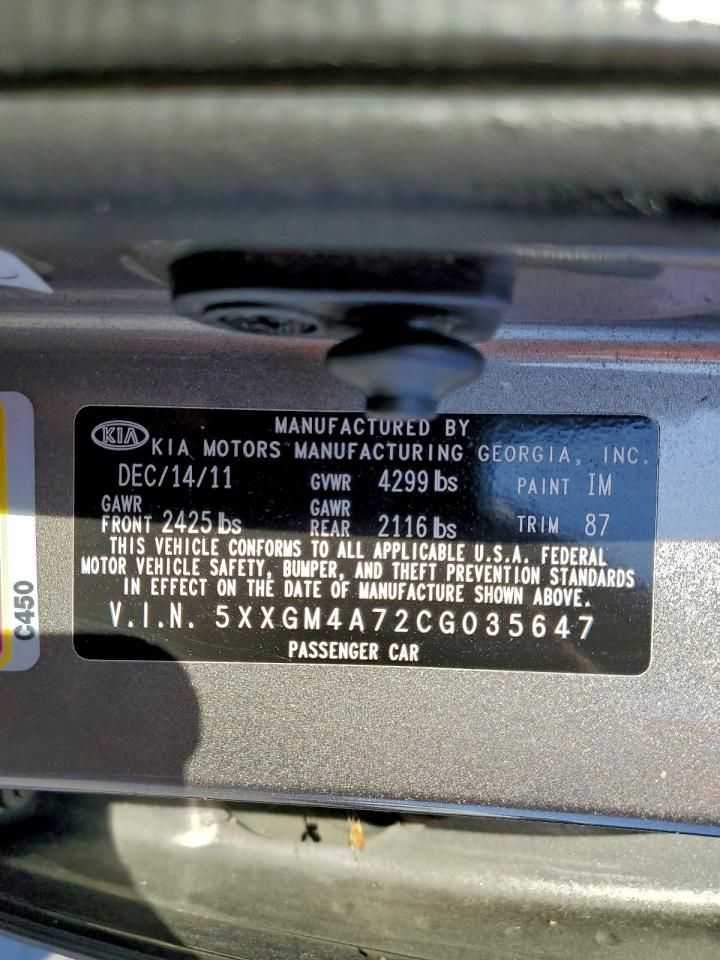 MANUFACTURED BY
KIA KIA MOTORS MANUFACTURING GEORGIA, INC.
DEC/14/11 GVWR 4299 lbs PAINT IM
GAWR FRONT 2425 lbs GAWR REAR 2116 lbs TRIM 87
THIS VEHICLE CONFORMS TO ALL APPLICABLE U.S.A. FEDERAL
MOTOR VEHICLE SAFETY, BUMPER, AND THEFT PREVENTION STANDARDS
IN EFFECT ON THE DATE OF MANUFACTURE SHOWN ABOVE.
V.I.N. 5XXGM4A72CG035647
PASSENGER CAR
C450